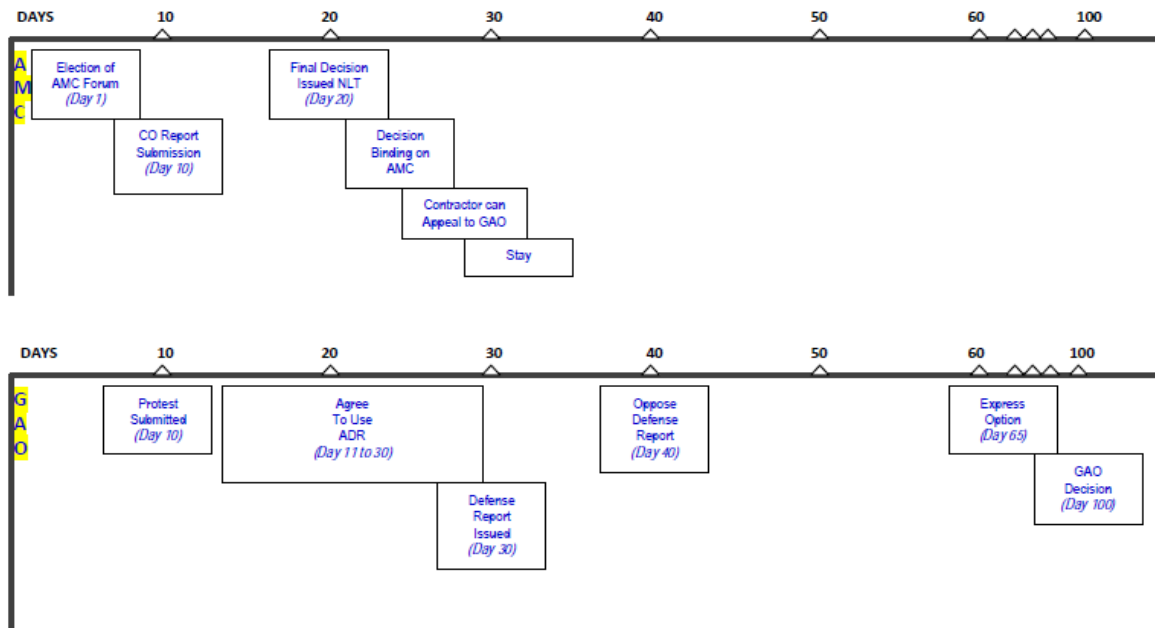 DAYS 10 20 30 40 50 60 100
A
M
C
Election of
AMC Forum
(Day 1)
CO Report
Submission
(Day 10)
Final Decision
Issued NLT
(Day 20)
Decision
Binding on
AMC
Contractor can
Appeal to GAO
Stay
DAYS 10 20 30 40 50 60 100
G
A
O
Protest
Submitted
(Day 10)
Agree
To Use
ADR
(Day 11 to 30)
Defense
Report
Issued
(Day 30)
Oppose
Defense
Report
(Day 40)
Express
Option
(Day 65)
GAO
Decision
(Day 100)